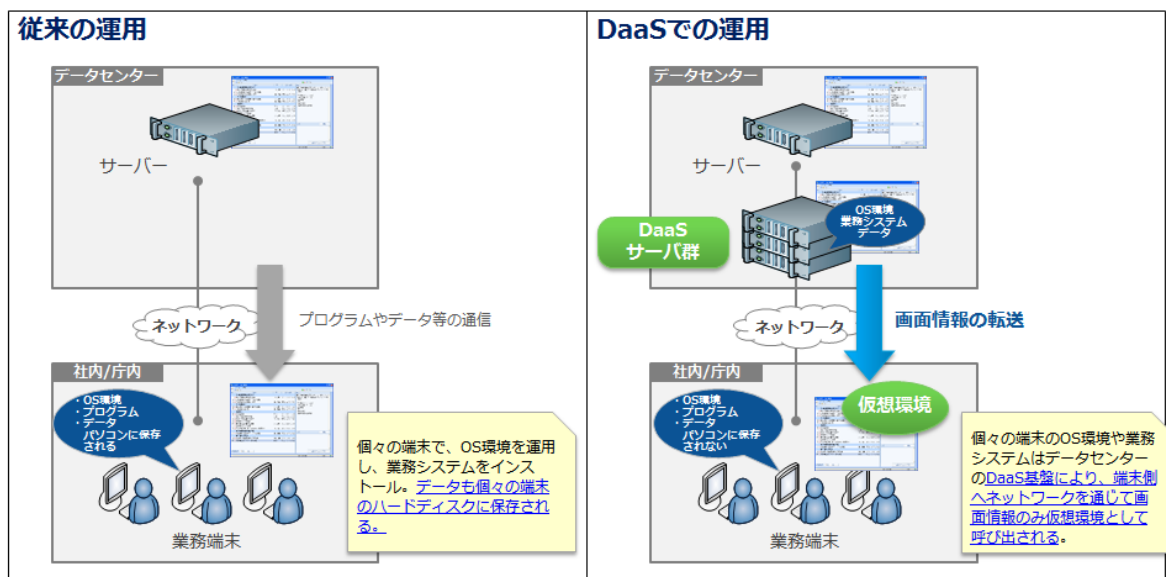 従来の運用
データセンター
サーバー
ネットワーク
プログラムやデータ等の通信
社内/庁内
・OS環境
・プログラム
・データ
パソコンに保存
される
業務端末
個々の端末で、OS環境を運用
し、業務システムをインス
トール。データも個々の端末
のハードディスクに保存され
る。
DaaSでの運用
データセンター
サーバー
DaaS
サーバ群
OS環境
業務システム
データ
ネットワーク
画面情報の転送
社内/庁内
・OS環境
・プログラム
・データ
パソコンに保存
されない
仮想環境
業務端末
個々の端末のOS環境や業務
システムはデータセンター
のDaaS基盤により、端末側
へネットワークを通じて画
面情報のみ仮想環境として
呼び出される。